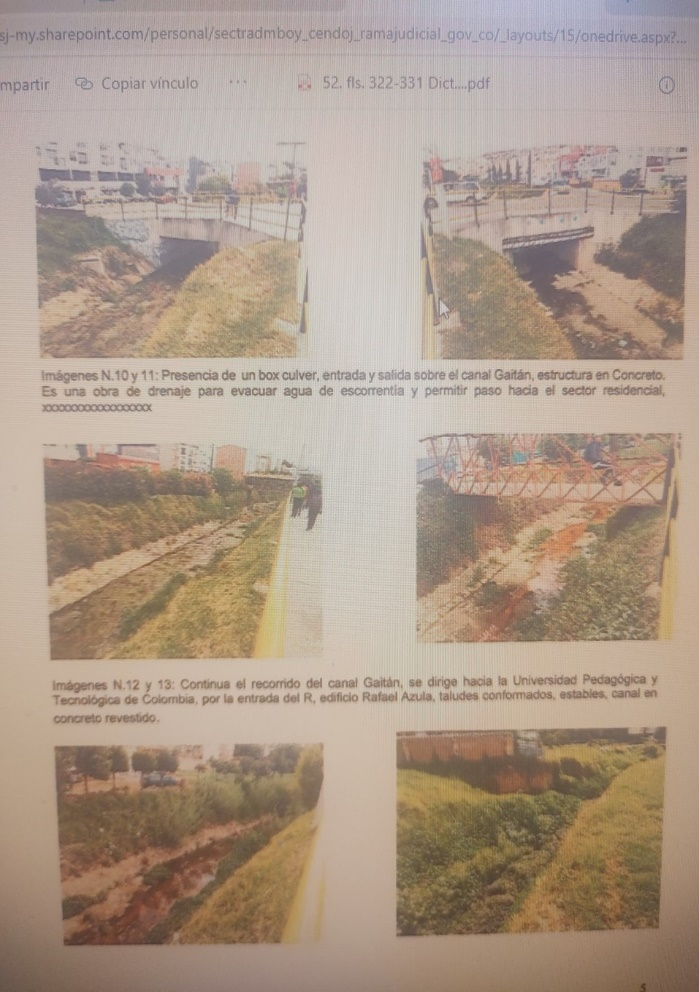 sj-my.sharepoint.com/personal/sectradmboy_cendoj_ramajudicial_gov_co/_layouts/15/onedrive.aspx?...
mpartir Copiar vínculo ... 52. fls. 322-331 Dict....pdf
Imágenes N.10 y 11: Presencia de un box culver, entrada y salida sobre el canal Gaitán, estructura en Concreto.
Es una obra de drenaje para evacuar agua de escorrentía y permitir paso hacia el sector residencial,
xxxxxxxxxxxxxxxxxx
Imágenes N.12 y 13: Continua el recorrido del canal Gaitán, se dirige hacia la Universidad Pedagógica y
Tecnológica de Colombia, por la entrada del R, edificio Rafael Azula, taludes conformados, estables, canal en
concreto revestido.
5